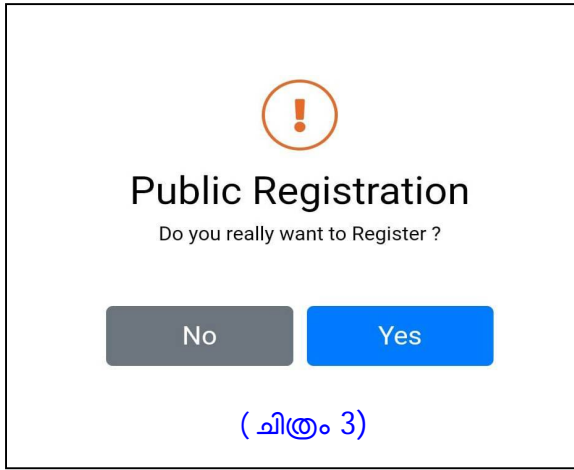 !
Public Registration
Do you really want to Register ?
No Yes
( ചിത്രം 3)